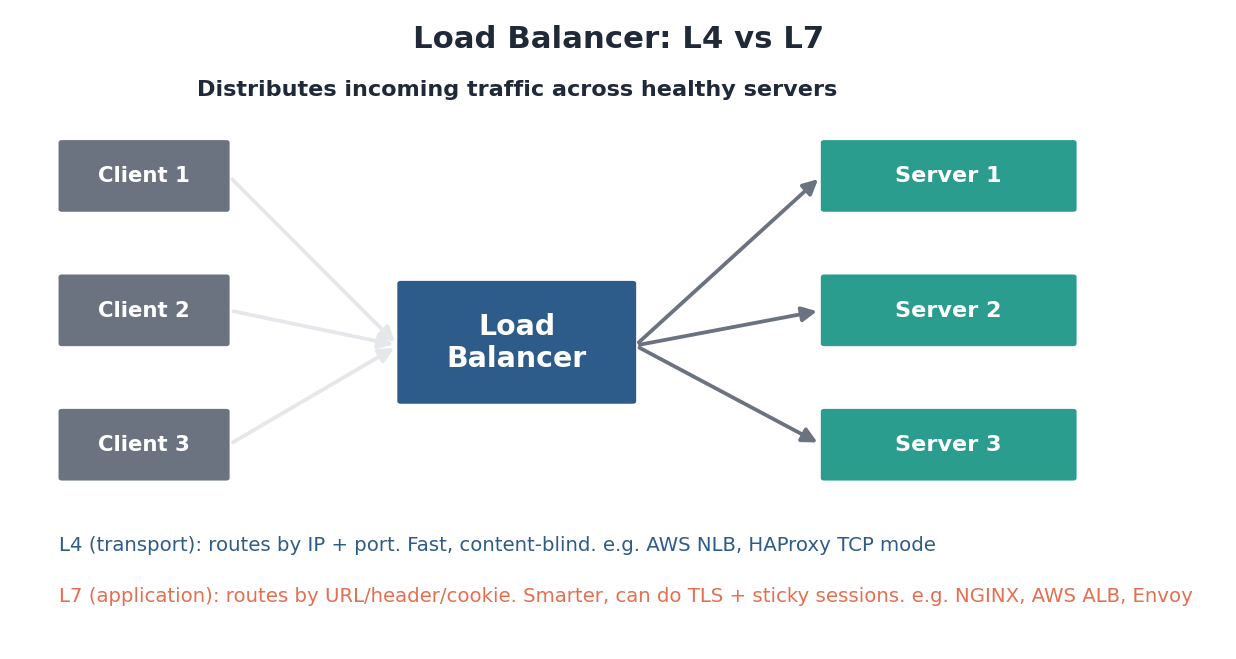 Load Balancer: L4 vs L7
Distributes incoming traffic across healthy servers
Client 1
Server 1
Client 2
Server 2
Load
Balancer
Client 3
Server 3
L4 (transport): routes by IP + port. Fast, content-blind. e.g. AWS NLB, HAProxy TCP mode
L7 (application): routes by URL/header/cookie. Smarter, can do TLS + sticky sessions. e.g. NGINX, AWS ALB, Envoy